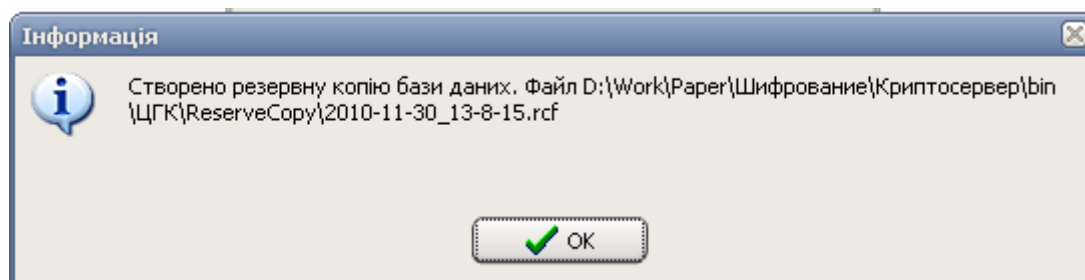 Інформація
Створено резервну копію бази даних. Файл D:\Work\Paper\Шифрование\Криптосервер\bin
\ЦГК\ReserveCopy\2010-11-30_13-8-15.rcf
OK